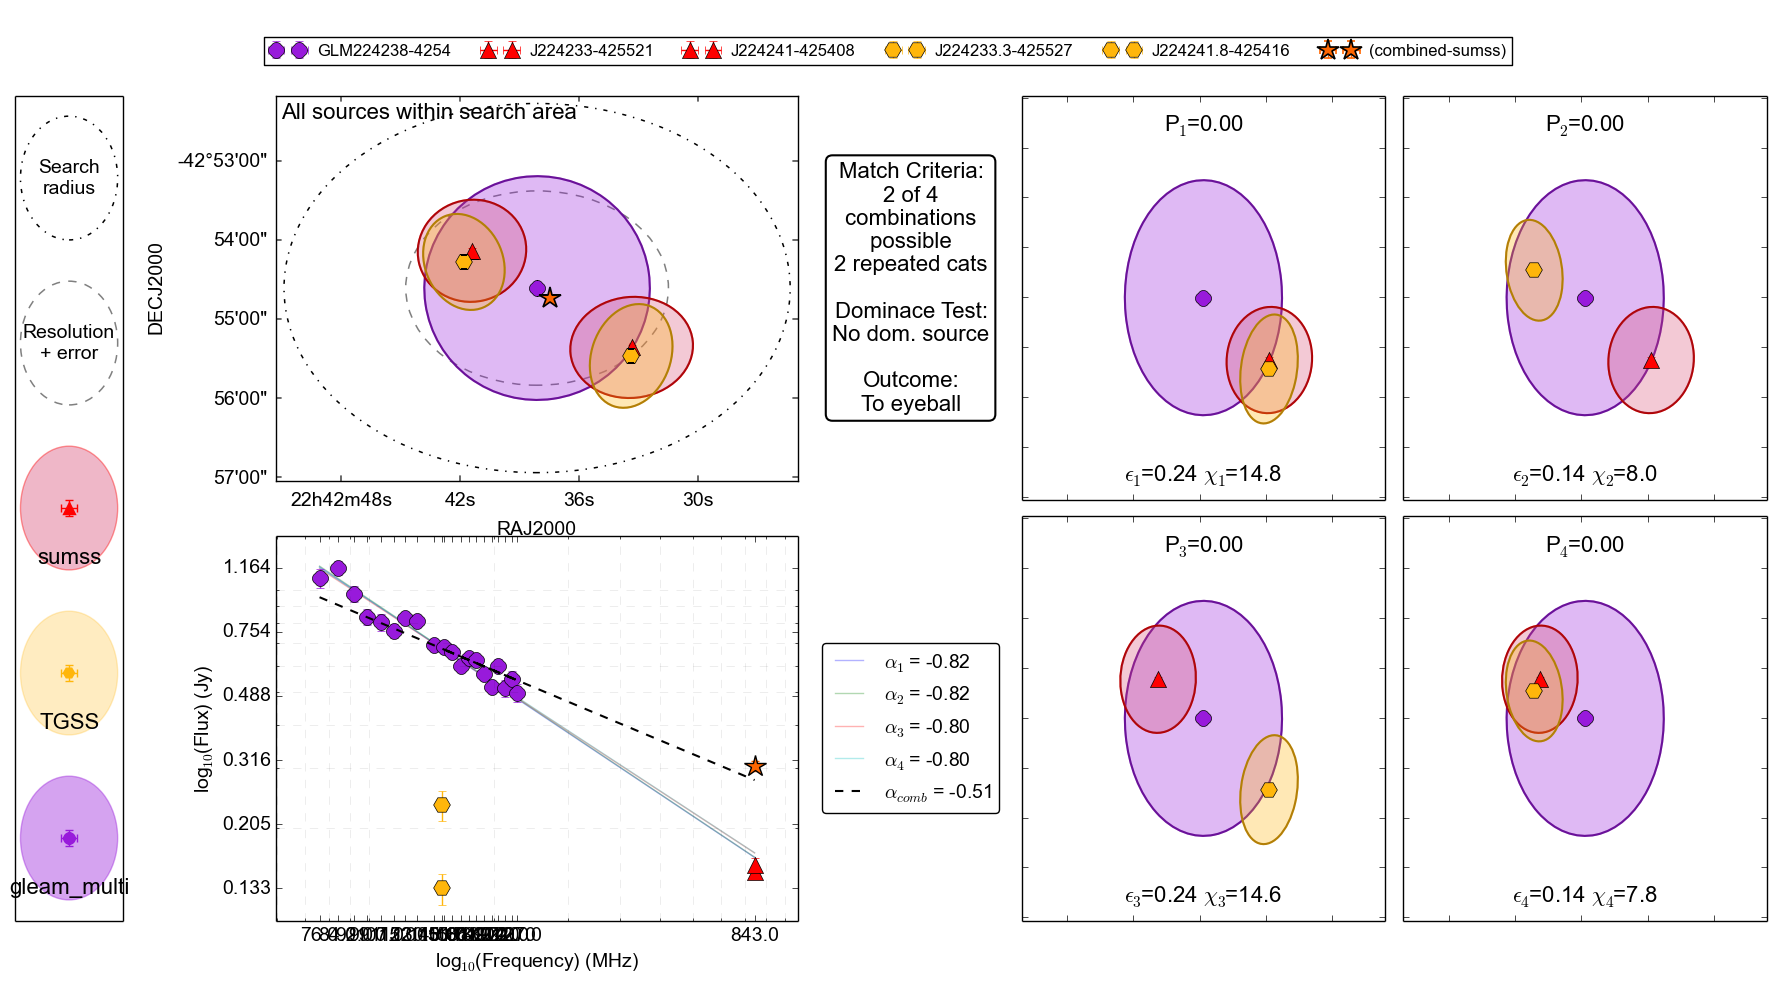 GLM224238-4254 J224233-425521 J224241-425408 J224233.3-425527 J224241.8-425416 (combined-sumss)
Search
radius
Resolution
+ error
sumss
TGSS
gleam_multi
All sources within search area
DECJ2000
-42°53'00"
54'00"
55'00"
56'00"
57'00"
22h42m48s 42s 36s 30s
RAJ2000
Match Criteria:
2 of 4
combinations
possible
2 repeated cats
Dominace Test:
No dom. source
Outcome:
To eyeball
P1=0.00
ϵ1=0.24 χ1=14.8
P2=0.00
ϵ2=0.14 χ2=8.0
P3=0.00
ϵ3=0.24 χ3=14.6
P4=0.00
ϵ4=0.14 χ4=7.8
log10(Flux) (Jy)
1.164
0.754
0.488
0.316
0.205
0.133
843.0
log10(Frequency) (MHz)
α1 = -0.82
α2 = -0.82
α3 = -0.80
α4 = -0.80
αcomb = -0.51